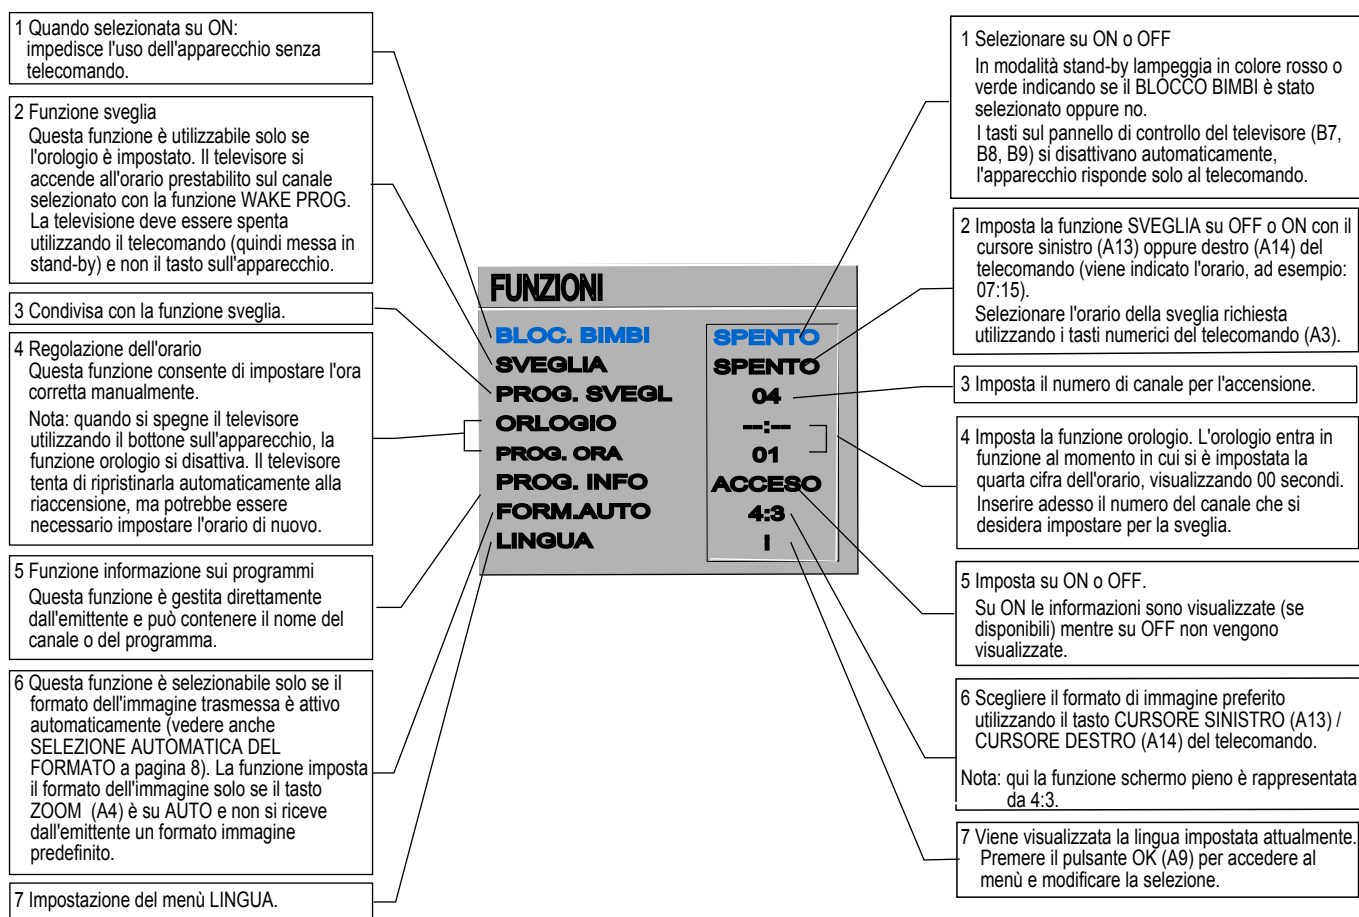 1 Quando selezionata su ON:
impedisce l'uso dell'apparecchio senza
telecomando.
2 Funzione sveglia
Questa funzione è utilizzabile solo se
l'orologio è impostato. Il televisore si
accende all'orario prestabilito sul canale
selezionato con la funzione WAKE PROG.
La televisione deve essere spenta
utilizzando il telecomando (quindi messa in
stand-by) e non il tasto sull'apparecchio.
3 Condivisa con la funzione sveglia.
4 Regolazione dell'orario
Questa funzione consente di impostare l'ora
corretta manualmente.
Nota: quando si spegne il televisore
utilizzando il bottone sull'apparecchio, la
funzione orologio si disattiva. Il televisore
tenta di ripristinarla automaticamente alla
riaccensione, ma potrebbe essere
necessario impostare l'orario di nuovo.
5 Funzione informazione sui programmi
Questa funzione è gestita direttamente
dall'emittente e può contenere il nome del
canale o del programma.
6 Questa funzione è selezionabile solo se il
formato dell'immagine trasmessa è attivo
automaticamente (vedere anche
SELEZIONE AUTOMATICA DEL
FORMATO a pagina 8). La funzione imposta
il formato dell'immagine solo se il tasto
ZOOM (A4) è su AUTO e non si riceve
dall'emittente un formato immagine
predefinito.
7 Impostazione del menù LINGUA.
FUNZIONI
BLOC. BIMBI SPENTO
SVEGLIA SPENTO
PROG. SVEGL 04
ORLOGIO --:--
PROG. ORA 01
PROG. INFO ACCESO
FORM.AUTO 4:3
LINGUA I
1 Selezionare su ON o OFF
In modalità stand-by lampeggia in colore rosso o
verde indicando se il BLOCCO BIMBI è stato
selezionato oppure no.
I tasti sul pannello di controllo del televisore (B7,
B8, B9) si disattivano automaticamente,
l'apparecchio risponde solo al telecomando.
2 Imposta la funzione SVEGLIA su OFF o ON con il
cursore sinistro (A13) oppure destro (A14) del
telecomando (viene indicato l'orario, ad esempio:
07:15).
Selezionare l'orario della sveglia richiesta
utilizzando i tasti numerici del telecomando (A3).
3 Imposta il numero di canale per l'accensione.
4 Imposta la funzione orologio. L'orologio entra in
funzione al momento in cui si è impostata la
quarta cifra dell'orario, visualizzando 00 secondi.
Inserire adesso il numero del canale che si
desidera impostare per la sveglia.
5 Imposta su ON o OFF.
Su ON le informazioni sono visualizzate (se
disponibili) mentre su OFF non vengono
visualizzate.
6 Scegliere il formato di immagine preferito
utilizzando il tasto CURSORE SINISTRO (A13) /
CURSORE DESTRO (A14) del telecomando.
Nota: qui la funzione schermo pieno è rappresentata
da 4:3.
7 Viene visualizzata la lingua impostata attualmente.
Premere il pulsante OK (A9) per accedere al
menù e modificare la selezione.